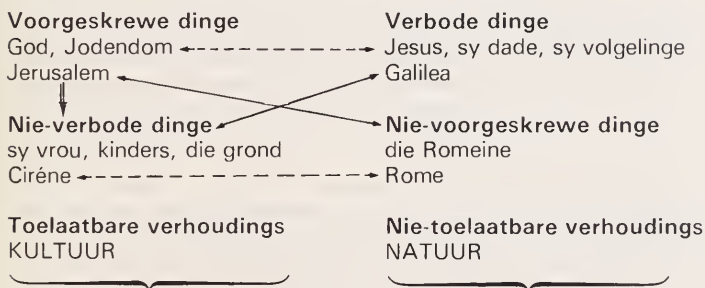 Voorgeskrewe dinge
God, Jodendom
Jerusalem
Verbode dinge
Jesus, sy dade, sy volgelinge
Galilea
Nie-verbode dinge
sy vrou, kinders, die grond
Ciréne
Nie-voorgeskrewe dinge
die Romeine
Rome
Toelaatbare verhoudings
KULTUUR
Nie-toelaatbare verhoudings
NATUUR